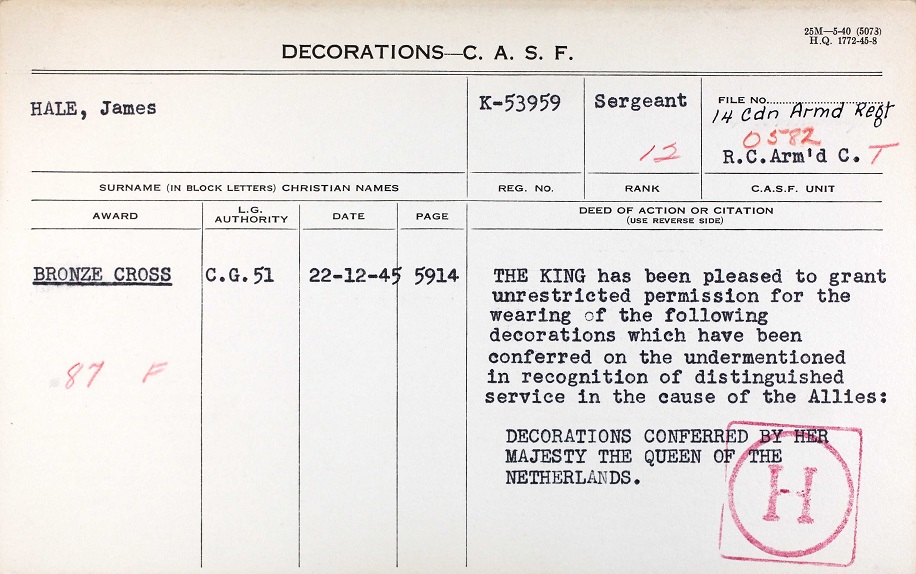 25M—5-40 (5073)
H.Q. 1772-45-8
DECORATIONS—C. A. S. F.
HALE, James
K-53959
Sergeant
12
FILE NO.
14 Cdn Armd Regt
0582
R.C.Arm'd C. T
SURNAME (IN BLOCK LETTERS) CHRISTIAN NAMES
REG. NO.
RANK
C.A.S.F. UNIT
AWARD
L.G. AUTHORITY
DATE
PAGE
DEED OF ACTION OR CITATION
(USE REVERSE SIDE)
BRONZE CROSS
C.G.51
22-12-45
5914
87 F
THE KING has been pleased to grant
unrestricted permission for the
wearing of the following
decorations which have been
conferred on the undermentioned
in recognition of distinguished
service in the cause of the Allies:
DECORATIONS CONFERRED BY HER
MAJESTY THE QUEEN OF THE
NETHERLANDS.
H